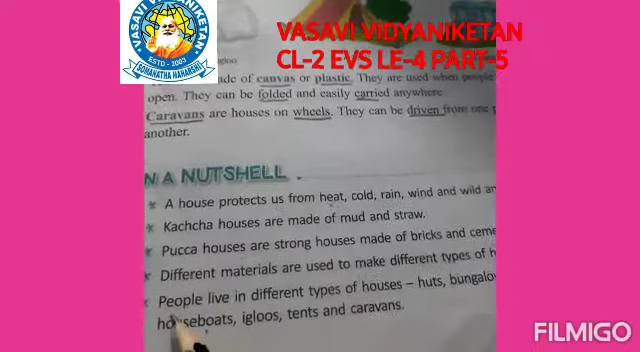 VASAVI VIDYANIKETAN
CL-2 EVS LE-4 PART-5
VASAVI VIDYANIKETAN
ESTD - 2003
SOMANATHA MAHARSHI
gloo
ade of canvas or plastic. They are used when people
open. They can be folded and easily carried anywhere
Caravans are houses on wheels. They can be driven from one p
another.
N A NUTSHELL
* A house protects us from heat, cold, rain, wind and wild an
* Kachcha houses are made of mud and straw.
* Pucca houses are strong houses made of bricks and ceme
* Different materials are used to make different types of h
* People live in different types of houses – huts, bungalo
houseboats, igloos, tents and caravans.
FILMIGO